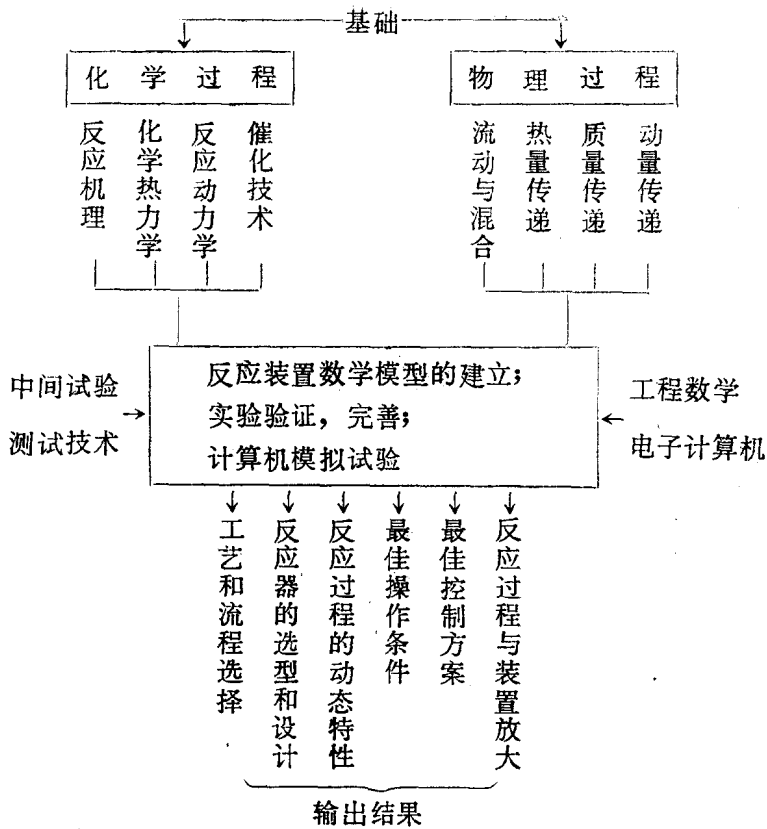 基础
化学过程
物理过程
反应机理
化学热力学
反应动力学
催化技术
流动与混合
热量传递
质量传递
动量传递
中间试验
测试技术
反应装置数学模型的建立；
实验验证，完善；
计算机模拟试验
工程数学
电子计算机
工艺和流程选择
反应器的选型和设计
反应过程的动态特性
最佳操作条件
最佳控制方案
反应过程与装置放大
输出结果